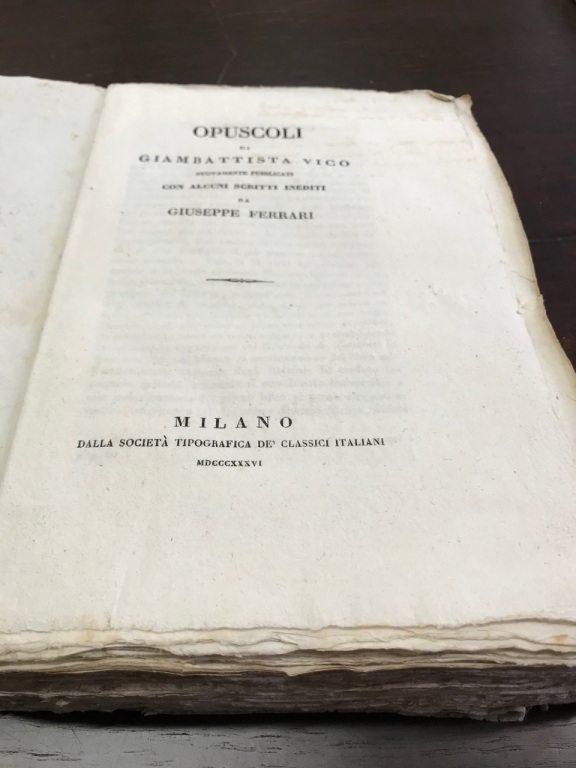 OPUSCOLI
DI
GIAMBATTISTA VICO
NUOVAMENTE PUBBLICATI
CON ALCUNI SCRITTI INEDITI
DA
GIUSEPPE FERRARI
MILANO
DALLA SOCIETÀ TIPOGRAFICA DE' CLASSICI ITALIANI
MDCCCXXXVI